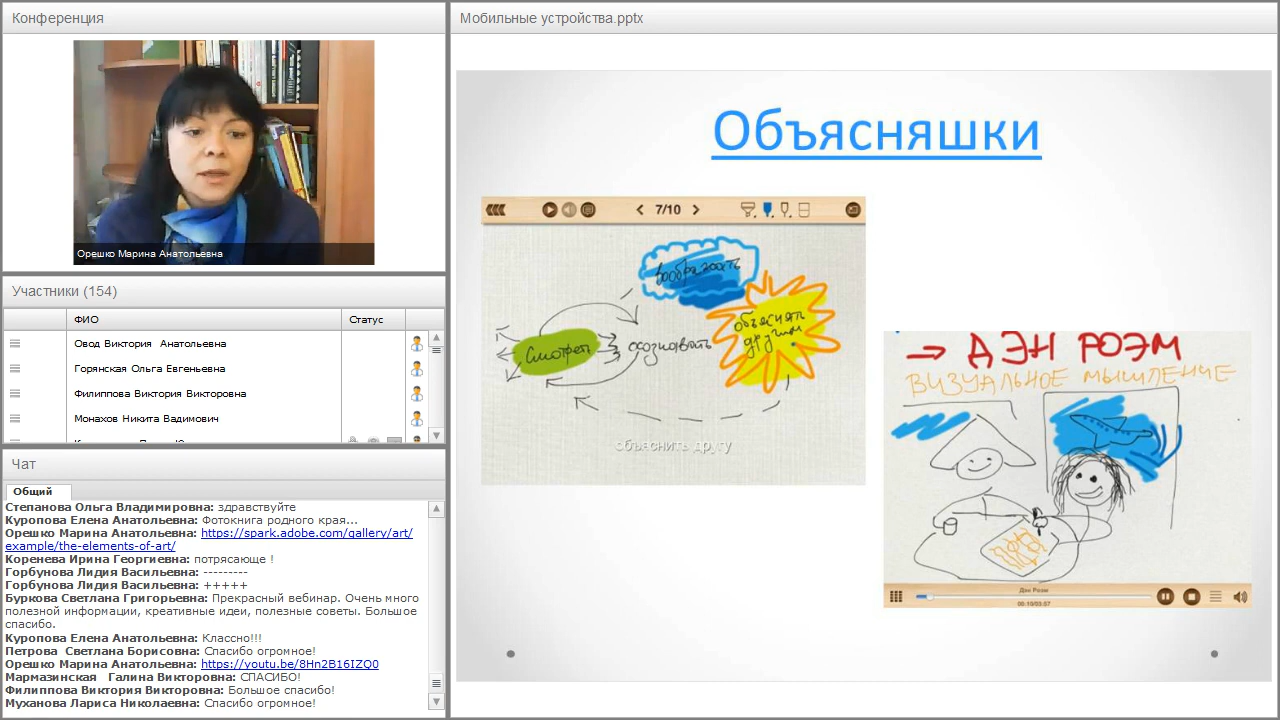 Конференция
Орешко Марина Анатольевна
Участники (154)
ФИО
Статус
Овод Виктория Анатольевна
Горянская Ольга Евгеньевна
Филиппова Виктория Викторовна
Монахов Никита Вадимович
Чат
Общий
Степанова Ольга Владимировна: здравствуйте
Куропова Елена Анатольевна: Фотокнига родного края...
Орешко Марина Анатольевна: https://spark.adobe.com/gallery/art/
example/the-elements-of-art/
Коренева Ирина Георгиевна: потрясающе !
Горбунова Лидия Васильевна: ---------
Горбунова Лидия Васильевна: +++++
Буркова Светлана Григорьевна: Прекрасный вебинар. Очень много
полезной информации, креативные идеи, полезные советы. Большое
спасибо.
Куропова Елена Анатольевна: Классно!!!
Петрова Светлана Борисовна: Спасибо огромное!
Орешко Марина Анатольевна: https://youtu.be/8Hn2B16IZQ0
Мармазинская Галина Викторовна: СПАСИБО!
Филиппова Виктория Викторовна: Большое спасибо!
Муханова Лариса Николаевна: Спасибо огромное!
Мобильные устройства.pptx
Объясняшки
7/10
вообразить
объяснять
другим
Смотреть
осознавать
объяснить другу
→ ДЭН РОЭМ
ВИЗУАЛЬНОЕ МЫШЛЕНИЕ
Дэн Роэм
00:10/03:57